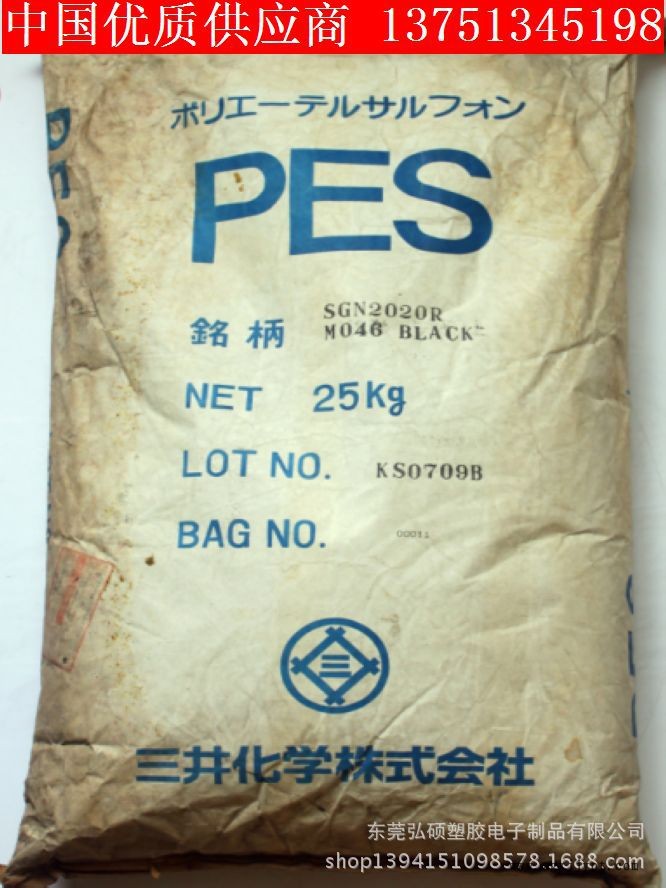 中国优质供应商 13751345198
ポリエーテルサルフォン
PES
銘柄 SGN2020R
M046 BLACK
NET 25Kg
LOT NO. KS0709B
BAG NO. 00011
三
三井化学株式会社
东莞弘硕塑胶电子制品有限公司
shop1394151098578.1688.com